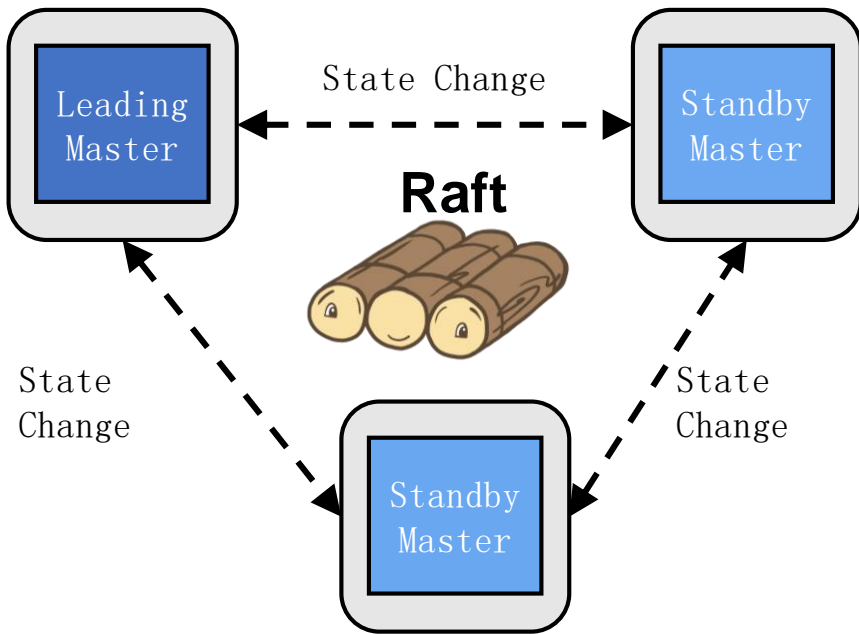 State Change
Leading
Master
Standby
Master
Raft
State
Change
State
Change
Standby
Master